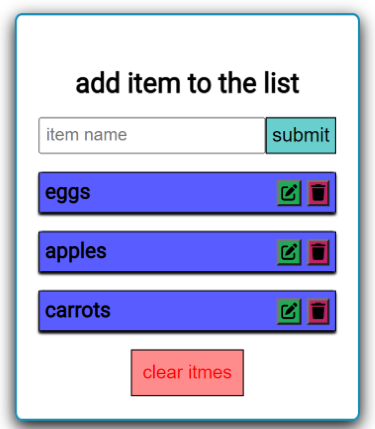 add item to the list
item name submit
eggs
apples
carrots
clear itmes